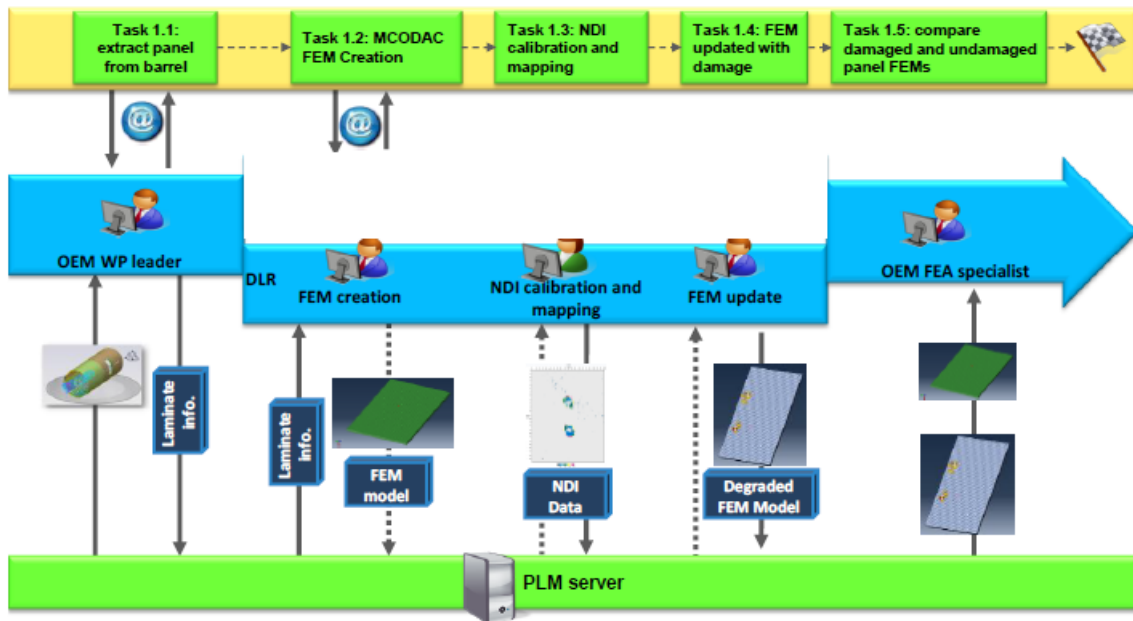 Task 1.1:
extract panel
from barrel
Task 1.2: MCODAC
FEM Creation
Task 1.3: NDI
calibration and
mapping
Task 1.4: FEM
updated with
damage
Task 1.5: compare
damaged and undamaged
panel FEMs
@
@
OEM WP leader
DLR
FEM creation
NDI calibration and
mapping
FEM update
OEM FEA specialist
Laminate
info.
Laminate
info.
FEM
model
NDI
Data
Degraded
FEM Model
PLM server